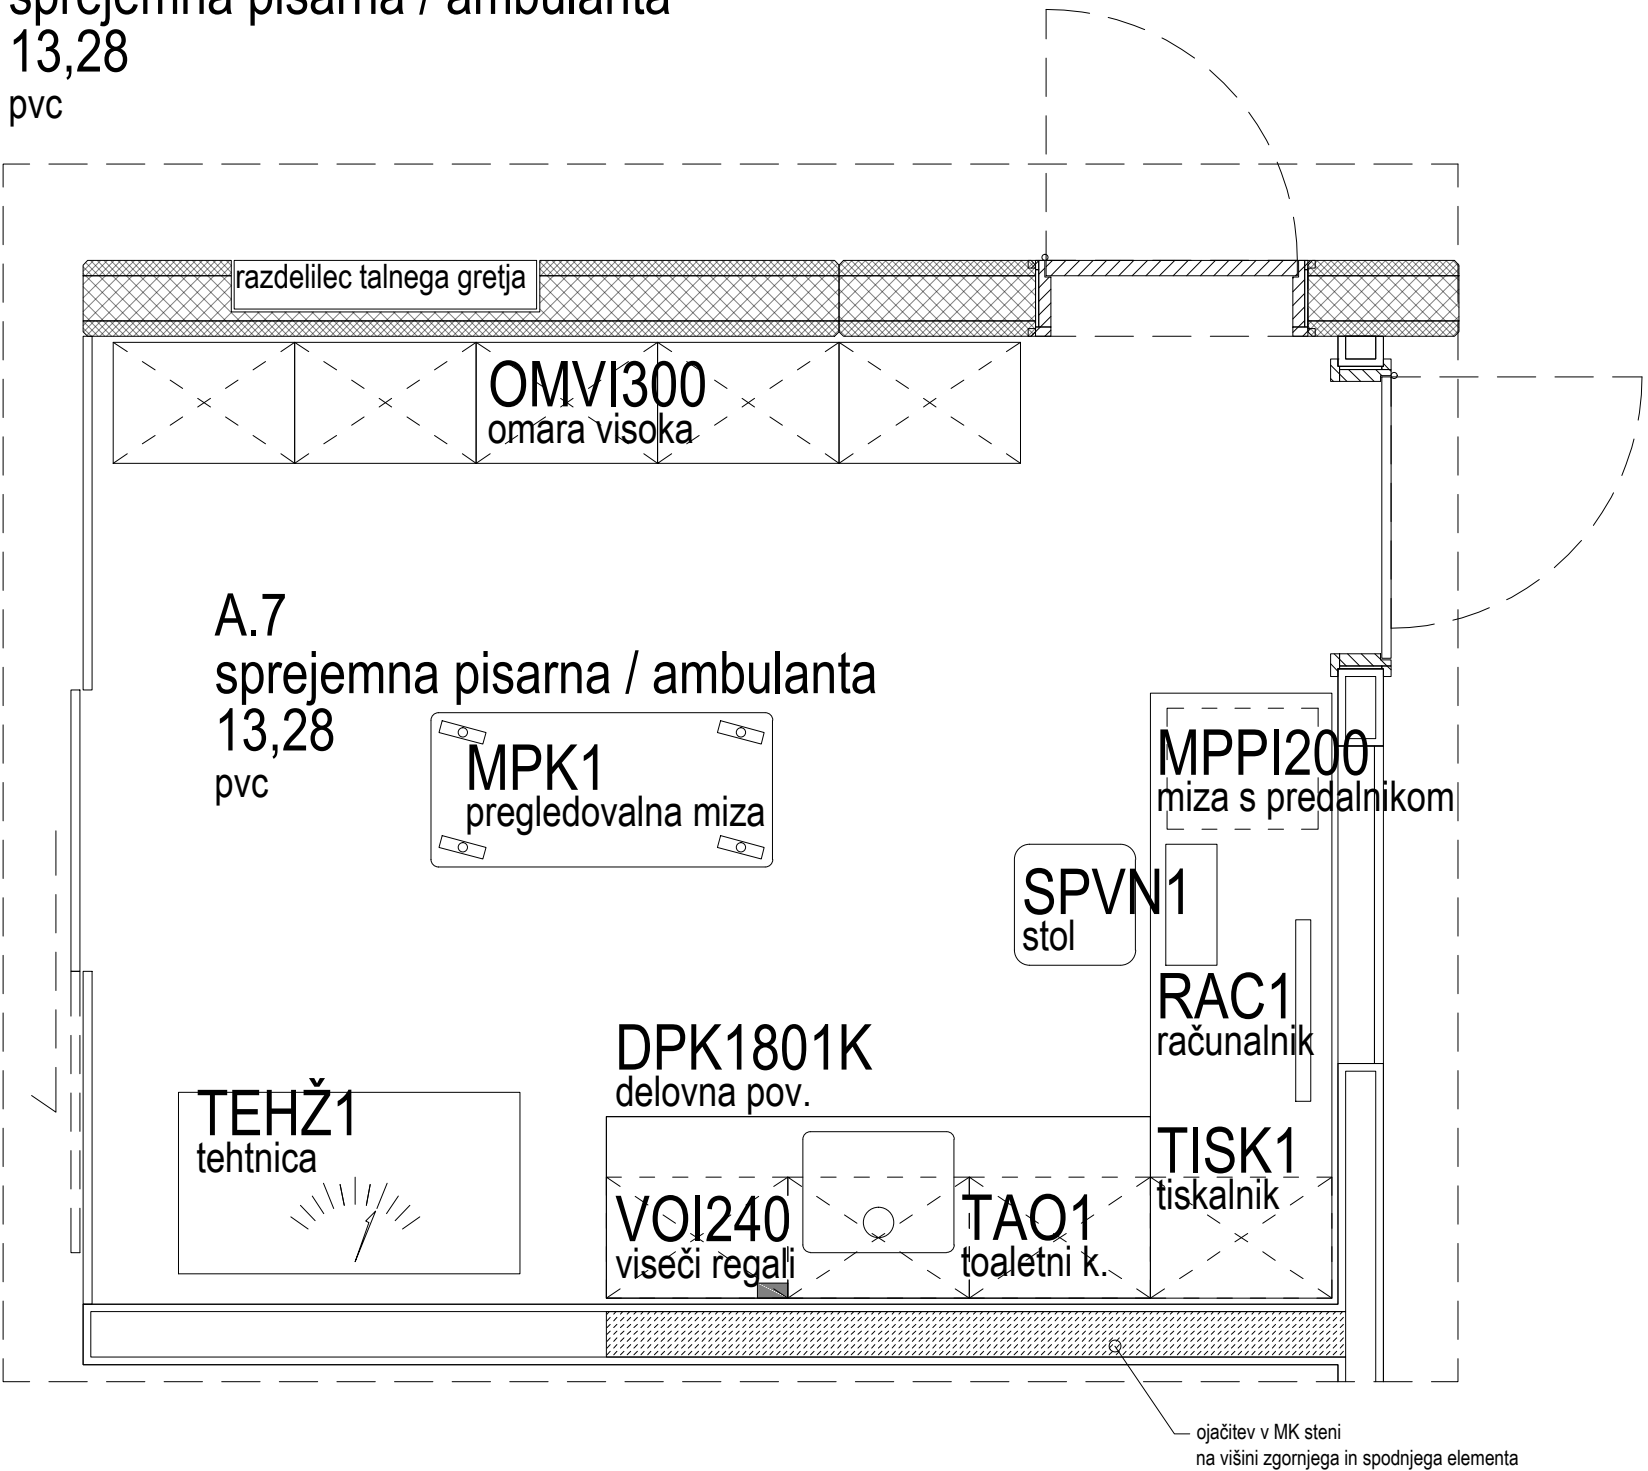 sprejemna pisarna / ambulanta
13,28
pvc
razdelilec talnega gretja
OMVI300
omara visoka
A.7
sprejemna pisarna / ambulanta
13,28
pvc
MPK1
pregledovalna miza
MPPI200
miza s predalnikom
SPVN1
stol
RAC1
računalnik
DPK1801K
delovna pov.
TEHŽ1
tehtnica
TISK1
tiskalnik
VOI240
viseči regali
TAO1
toaletni k.
ojačitev v MK steni
na višini zgornjega in spodnjega elementa